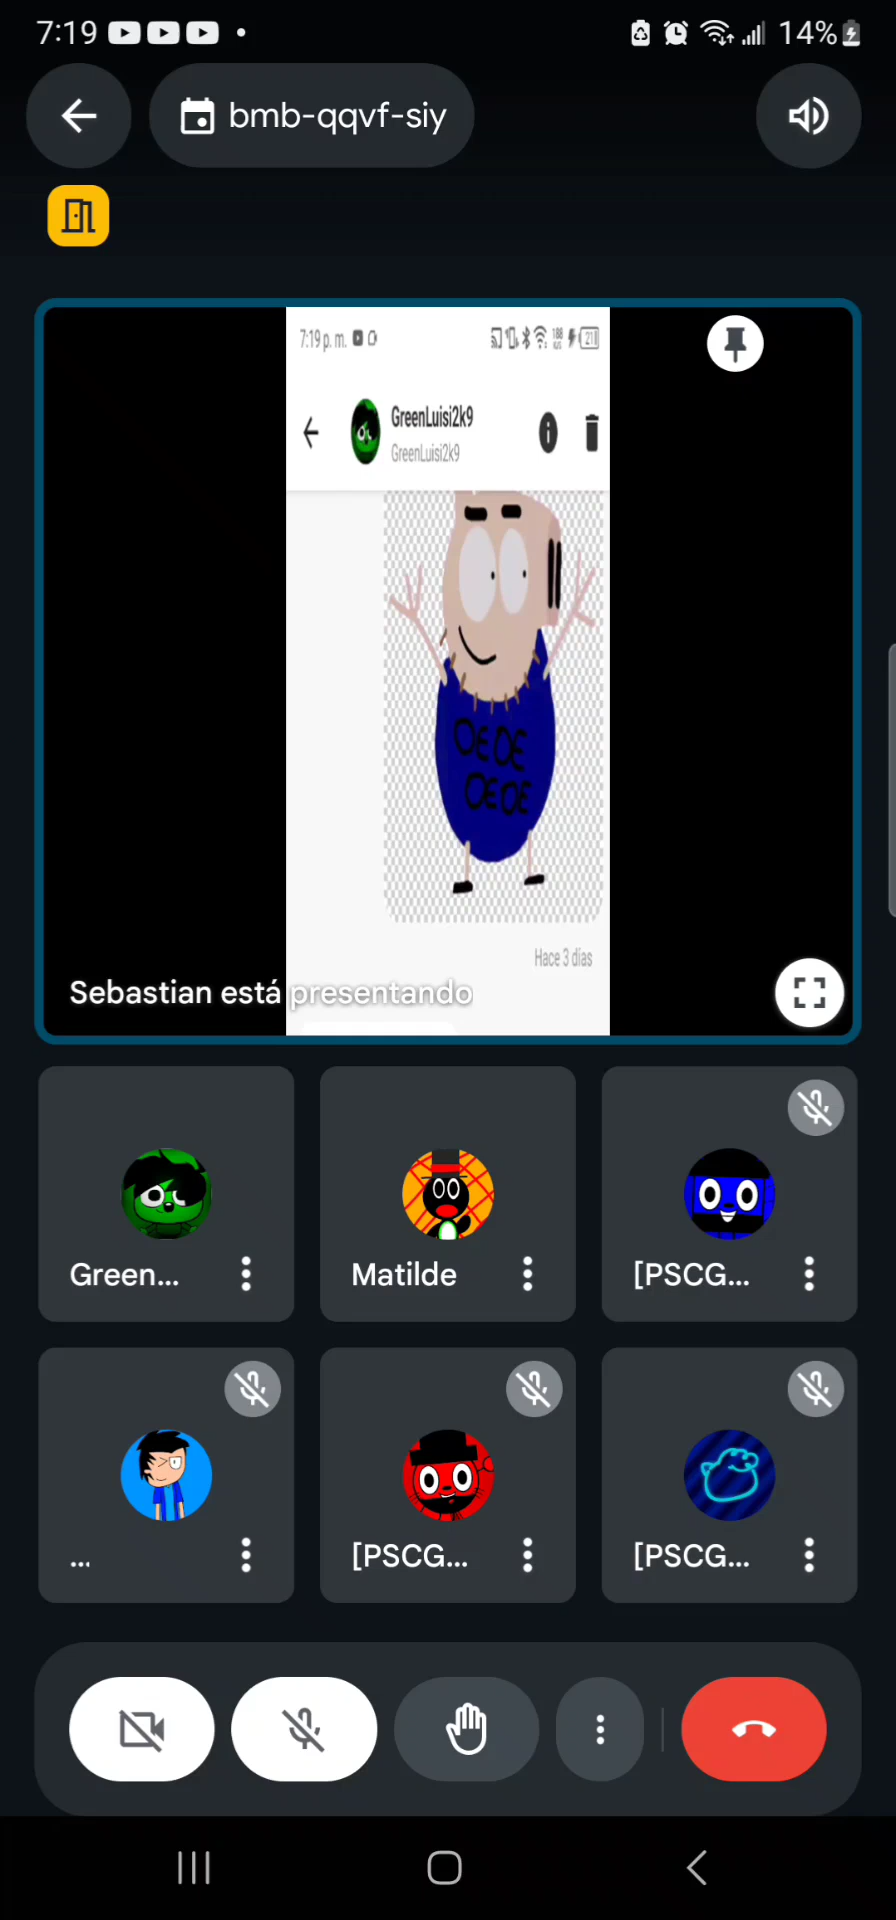 7:19
14%
bmb-qqvf-siy
7:19 p. m.
GreenLuisi2k9
GreenLuisi2k9
OE OE
OE OE
Hace 3 días
Sebastian está presentando
Green...
Matilde
[PSCG...
...
[PSCG...
[PSCG...